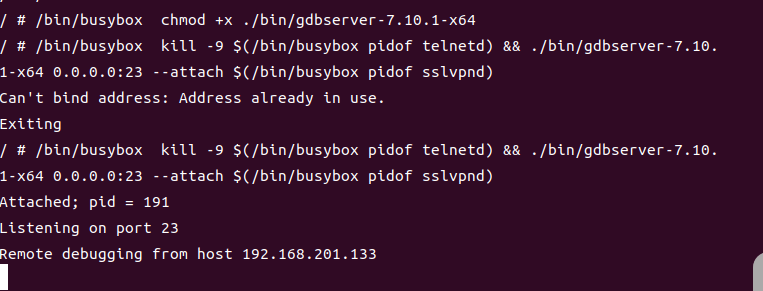 / # /bin/busybox  chmod +x ./bin/gdbserver-7.10.1-x64
/ # /bin/busybox  kill -9 $(/bin/busybox pidof telnetd) && ./bin/gdbserver-7.10.
1-x64 0.0.0.0:23 --attach $(/bin/busybox pidof sslvpnd)
Can't bind address: Address already in use.
Exiting
/ # /bin/busybox  kill -9 $(/bin/busybox pidof telnetd) && ./bin/gdbserver-7.10.
1-x64 0.0.0.0:23 --attach $(/bin/busybox pidof sslvpnd)
Attached; pid = 191
Listening on port 23
Remote debugging from host 192.168.201.133